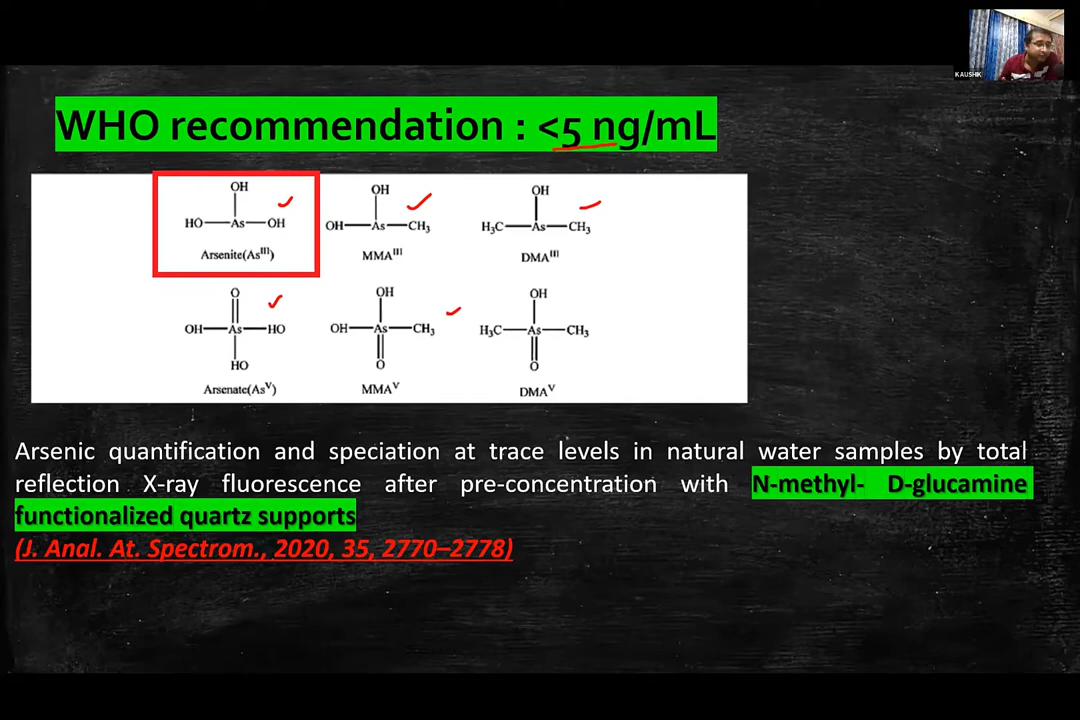 KAUSHIK
WHO recommendation : <5 ng/mL
OH OH OH
HO—As—OH OH—As—CH₃ H₃C—As—CH₃
Arsenite(Asᴵᴵᴵ) MMAᴵᴵᴵ DMAᴵᴵᴵ
O OH OH
OH—As—HO OH—As—CH₃ H₃C—As—CH₃
HO O O
Arsenate(Asⱽ) MMAⱽ DMAⱽ
Arsenic quantification and speciation at trace levels in natural water samples by total
reflection X-ray fluorescence after pre-concentration with N-methyl- D-glucamine
functionalized quartz supports
(J. Anal. At. Spectrom., 2020, 35, 2770–2778)